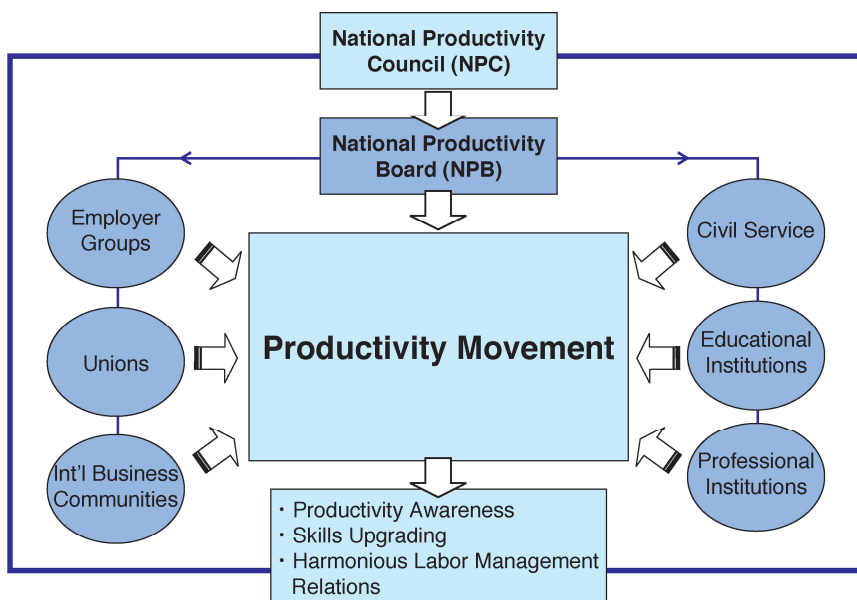 National Productivity
Council (NPC)
National Productivity
Board (NPB)
Employer
Groups
Unions
Int'l Business
Communities
Productivity Movement
Civil Service
Educational
Institutions
Professional
Institutions
・Productivity Awareness
・Skills Upgrading
・Harmonious Labor Management
Relations